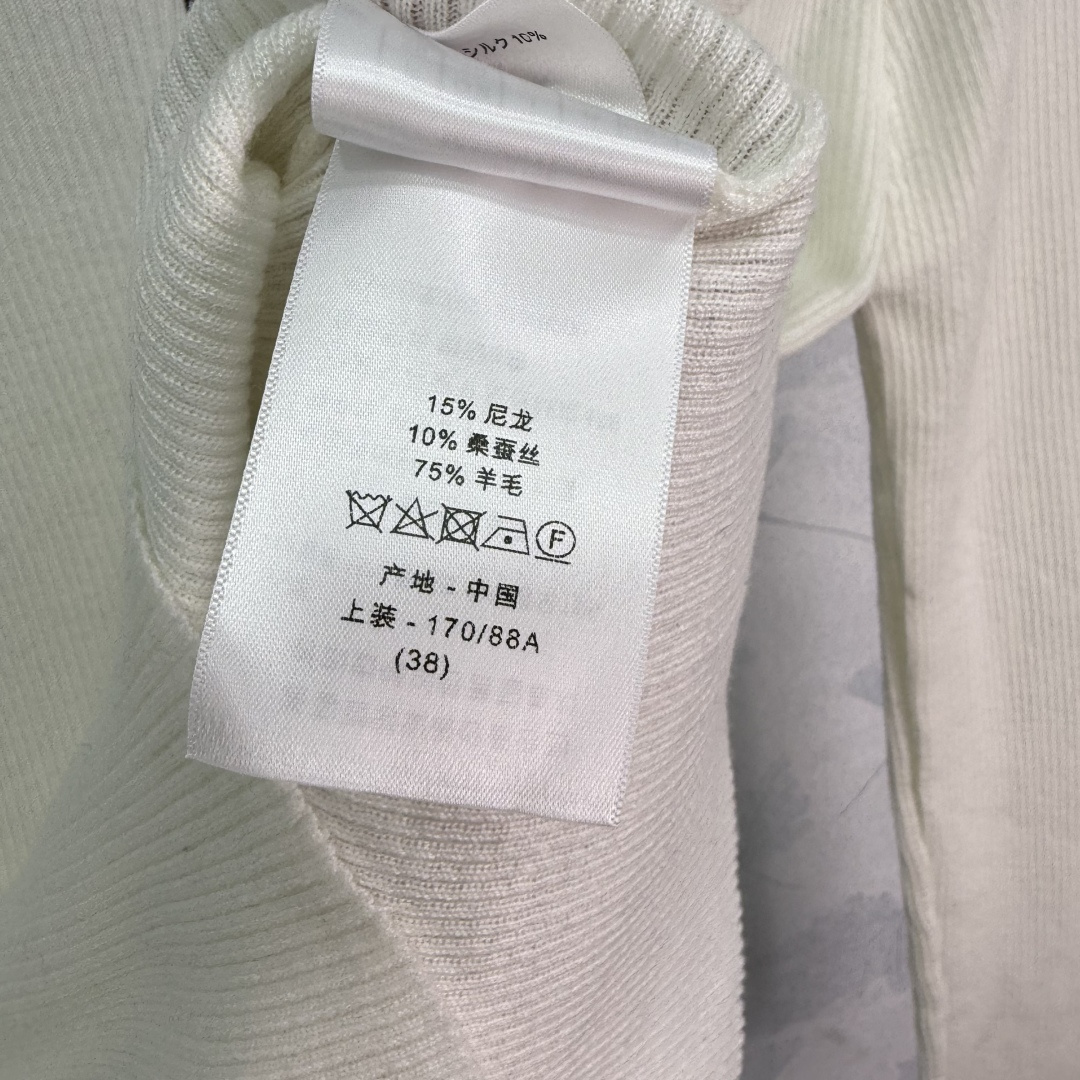 シルク 10%
15% 尼龙
10% 桑蚕丝
75% 羊毛
F
产地 - 中国
上装 - 170/88A
(38)